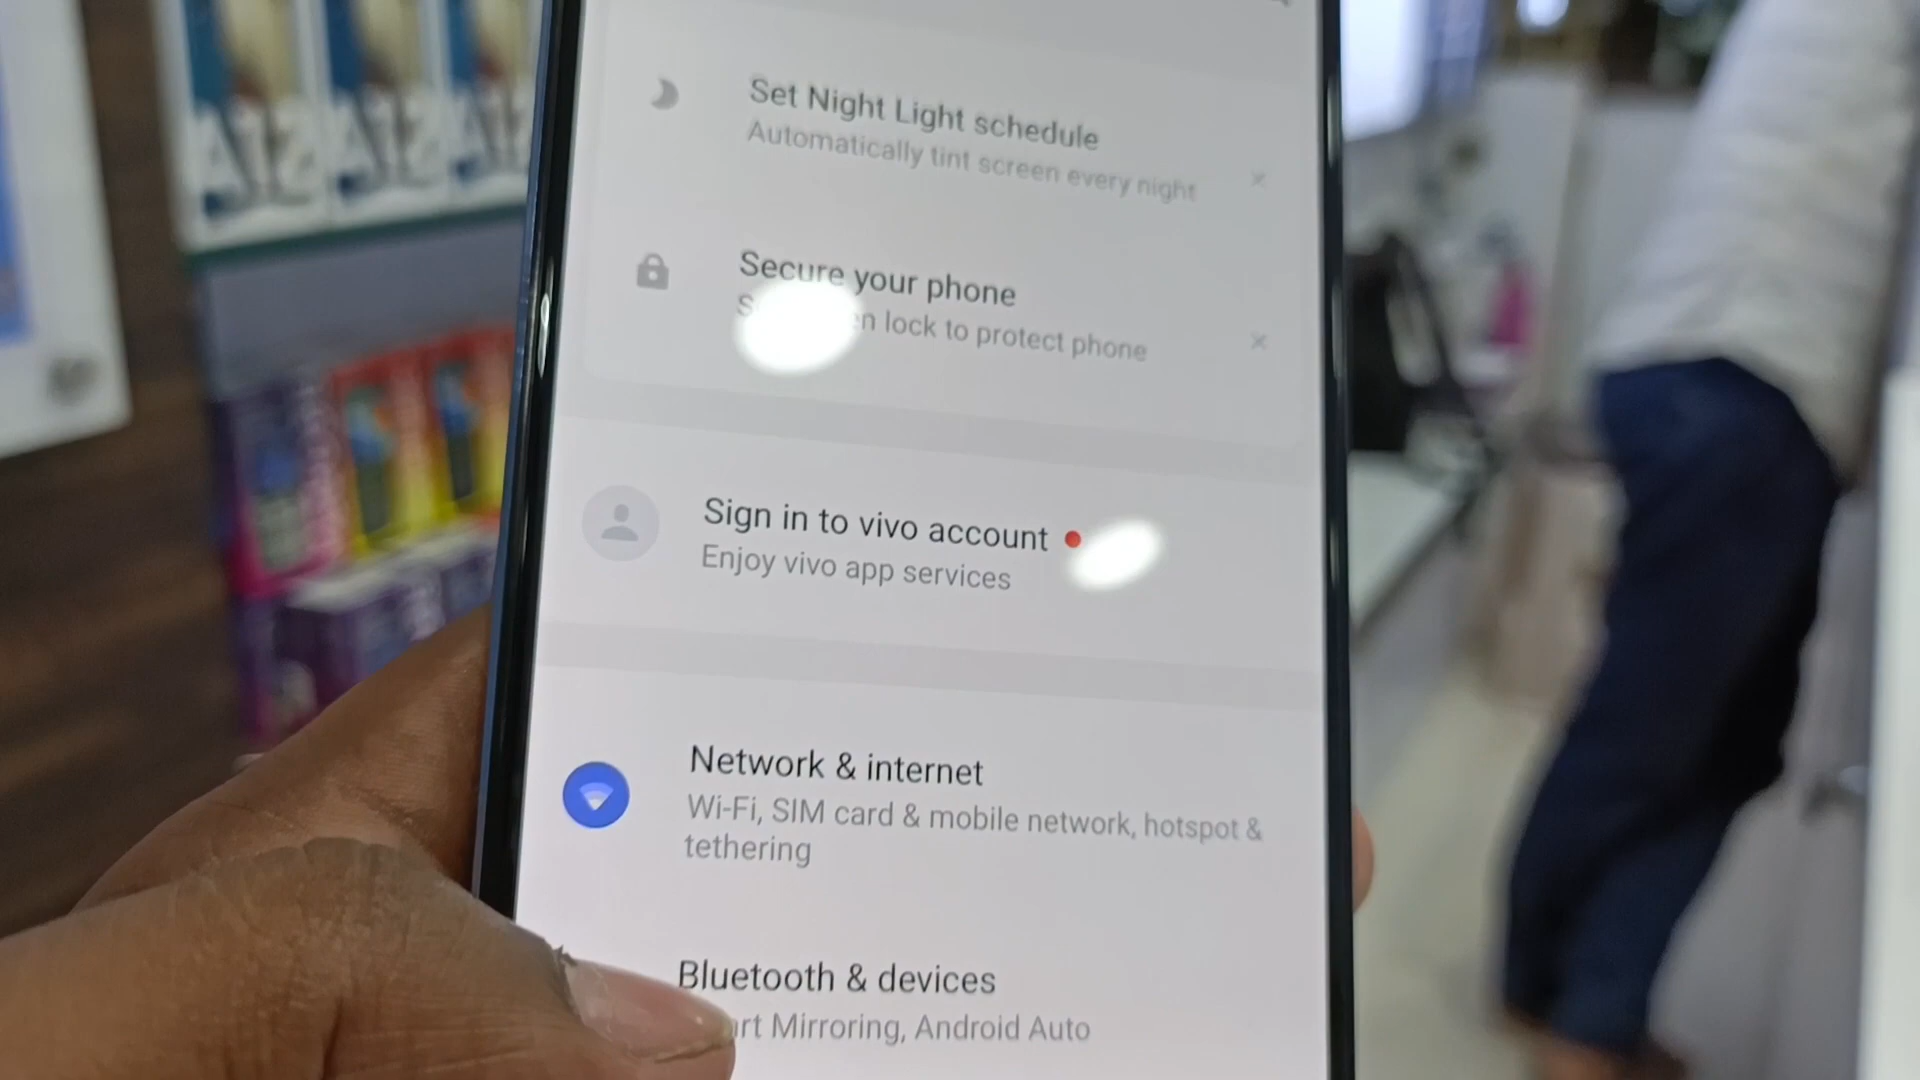 Set Night Light schedule
Automatically tint screen every night
Secure your phone
lock to protect phone
Sign in to vivo account
Enjoy vivo app services
Network & internet
Wi-Fi, SIM card & mobile network, hotspot &
tethering
Bluetooth & devices
Mirroring, Android Auto